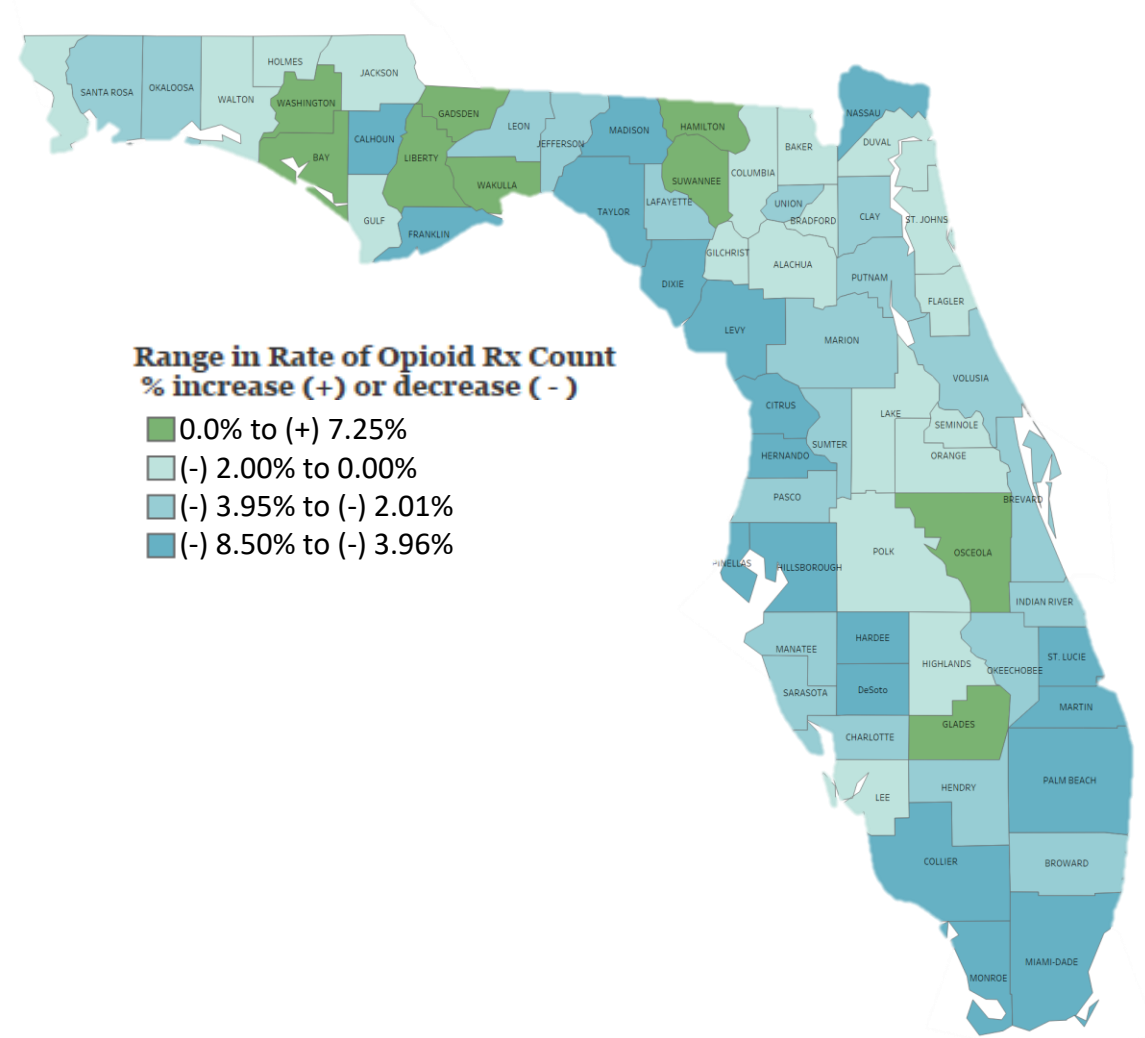 HOLMES
JACKSON
SANTA ROSA
OKALOOSA
WALTON
WASHINGTON
GADSDEN
CALHOUN
LEON
JEFFERSON
MADISON
HAMILTON
NASSAU
DUVAL
BAKER
BAY
LIBERTY
WAKULLA
SUWANNEE
COLUMBIA
TAYLOR
LAFAYETTE
UNION
BRADFORD
CLAY
ST. JOHNS
GULF
FRANKLIN
GILCHRIST
ALACHUA
PUTNAM
DIXIE
FLAGLER
LEVY
MARION
Range in Rate of Opioid Rx Count
% increase (+) or decrease ( - )
0.0% to (+) 7.25%
(-) 2.00% to 0.00%
(-) 3.95% to (-) 2.01%
(-) 8.50% to (-) 3.96%
VOLUSIA
CITRUS
LAKE
SEMINOLE
SUMTER
HERNANDO
ORANGE
PASCO
BREVARD
POLK
OSCEOLA
PINELLAS
HILLSBOROUGH
INDIAN RIVER
HARDEE
MANATEE
HIGHLANDS
OKEECHOBEE
ST. LUCIE
SARASOTA
DeSoto
MARTIN
CHARLOTTE
GLADES
PALM BEACH
LEE
HENDRY
COLLIER
BROWARD
MIAMI-DADE
MONROE